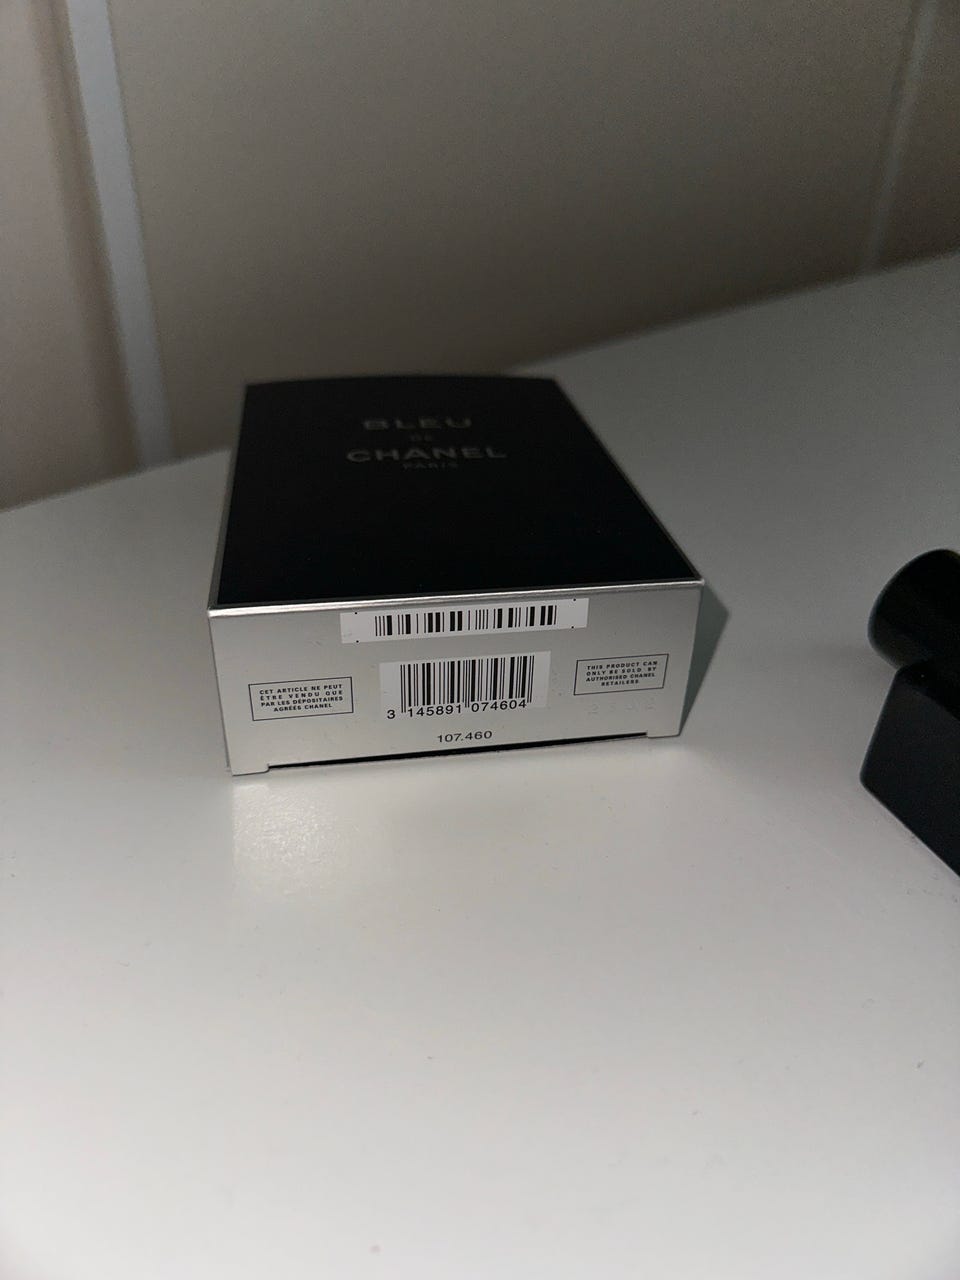 BLEU
DE
CHANEL
PARIS
CET ARTICLE NE PEUT
ÊTRE VENDU QUE
PAR LES DÉPOSITAIRES
AGRÉÉS CHANEL
3 145891 074604
THIS PRODUCT CAN
ONLY BE SOLD BY
AUTHORISED CHANEL
RETAILERS
107.460